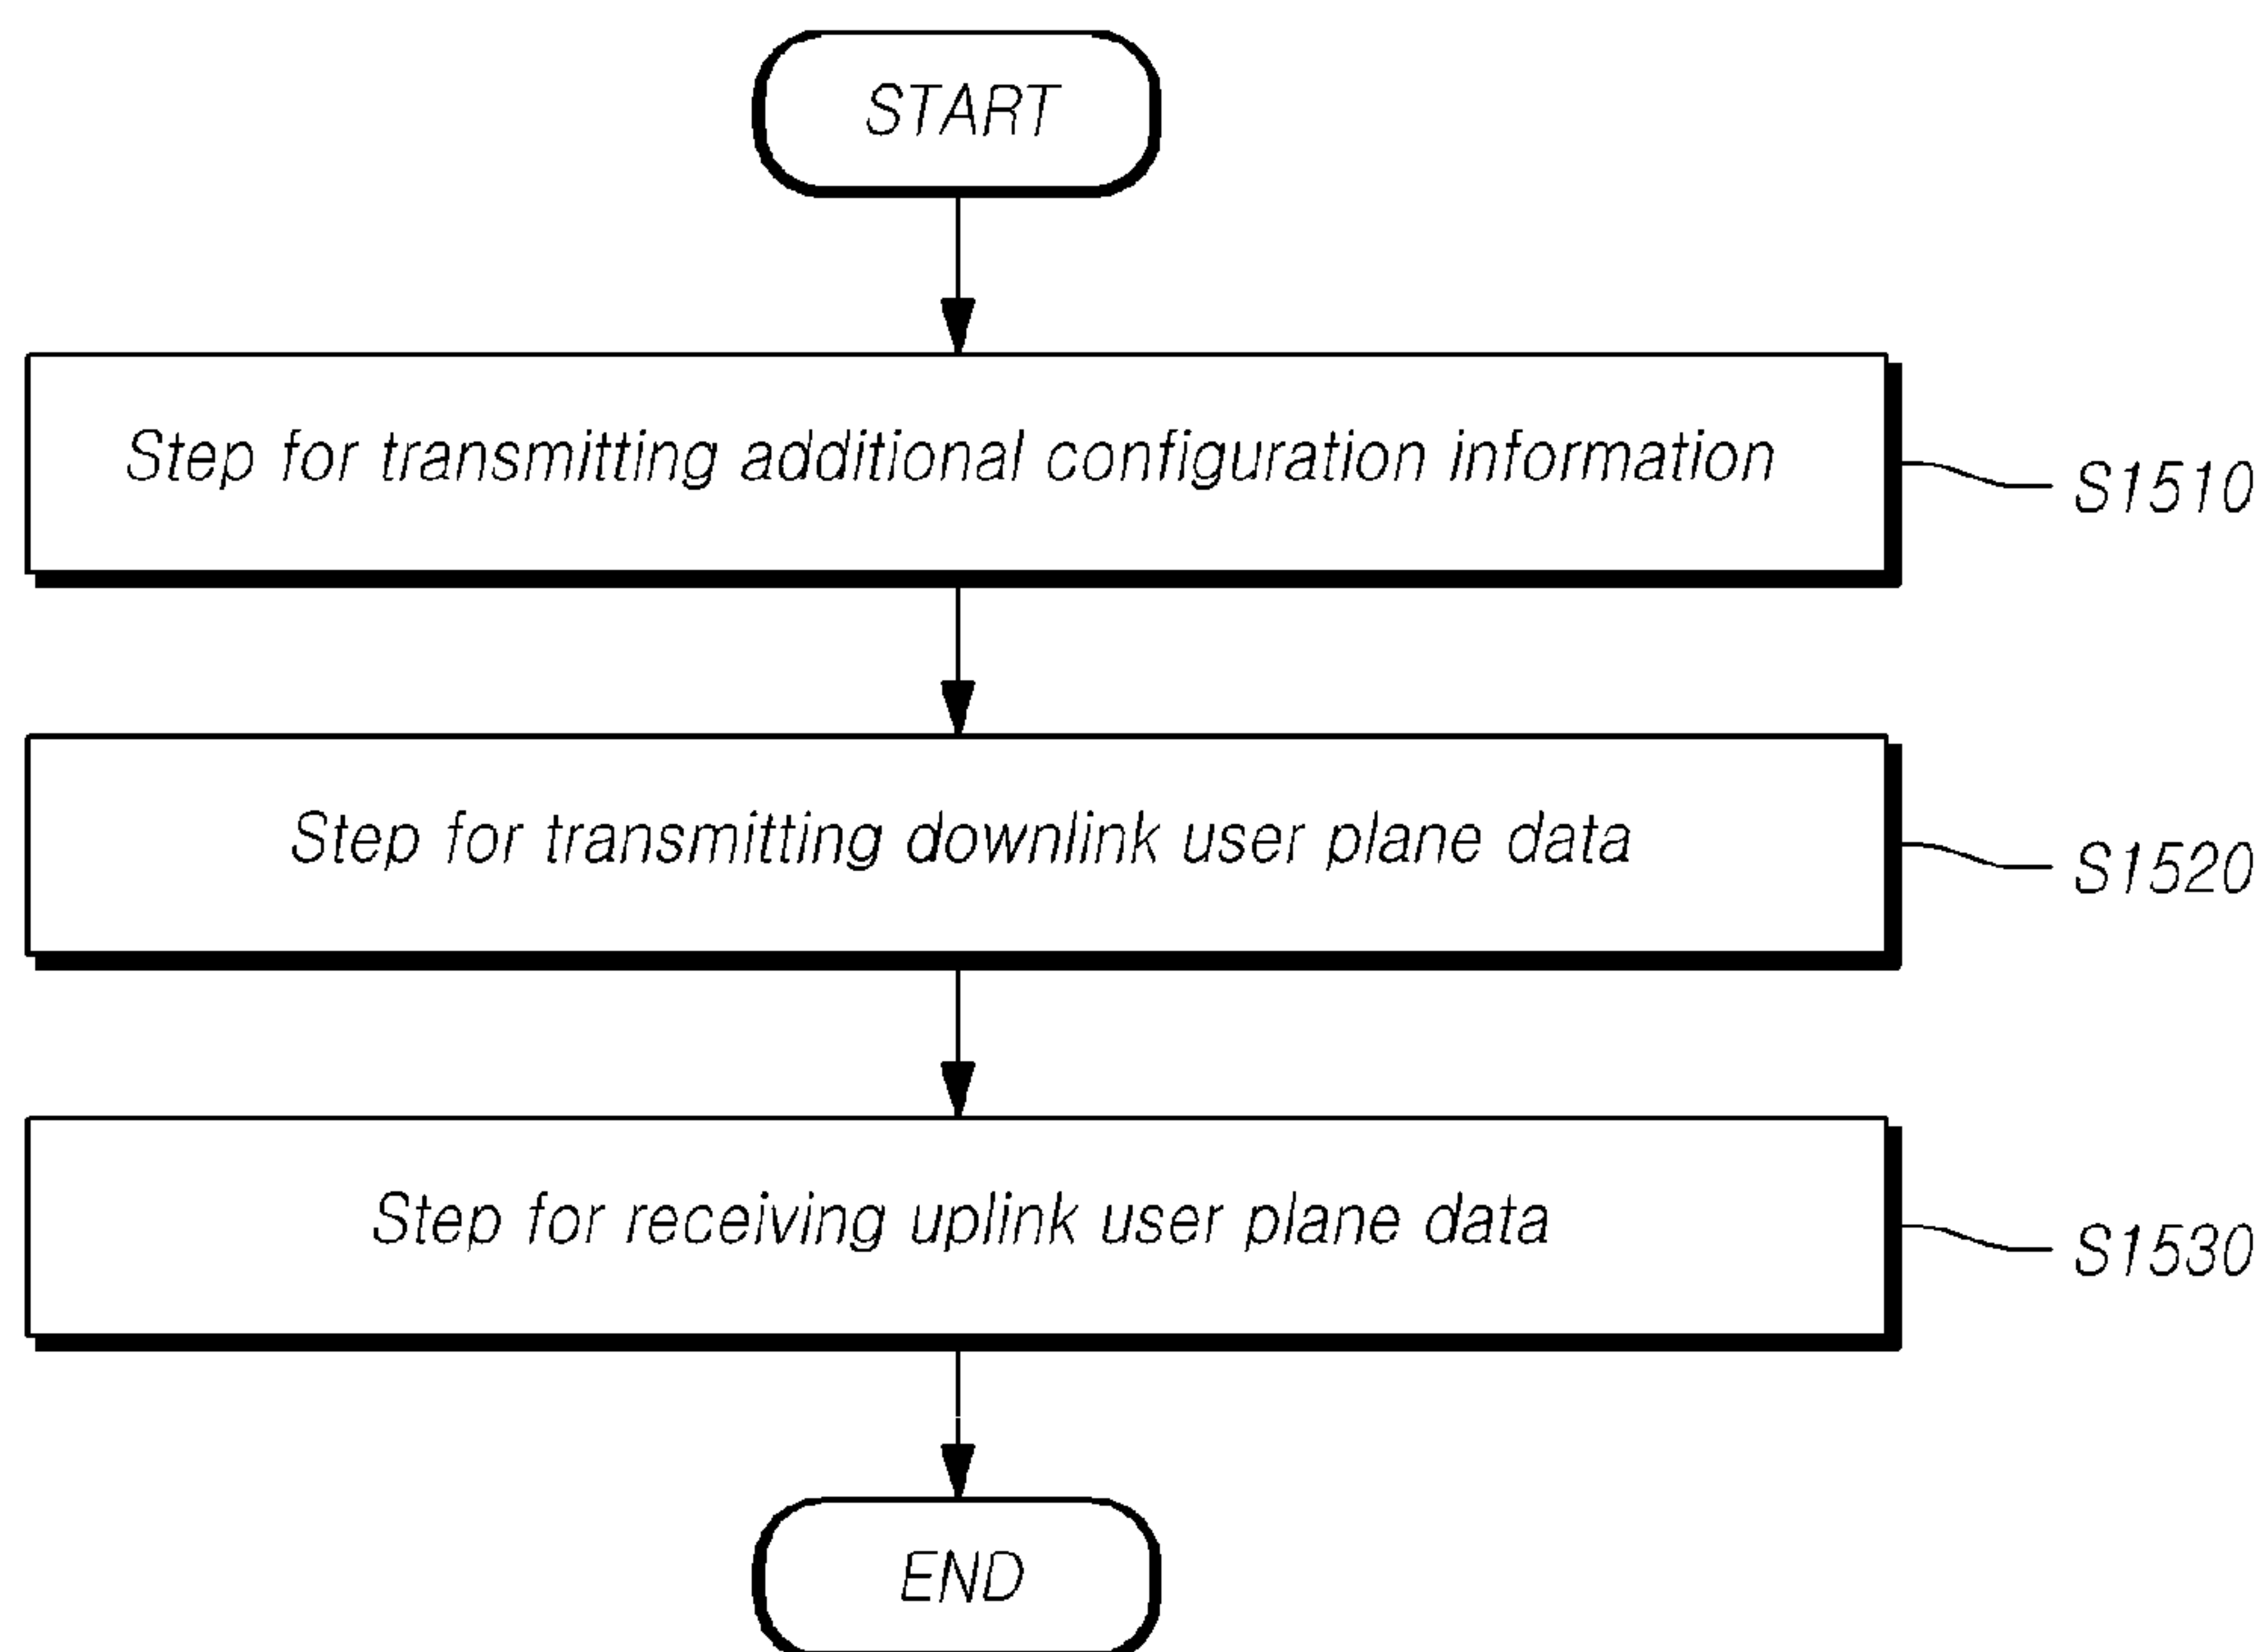 START
Step for transmitting additional configuration information
S1510
Step for transmitting downlink user plane data
S1520
Step for receiving uplink user plane data
S1530
END